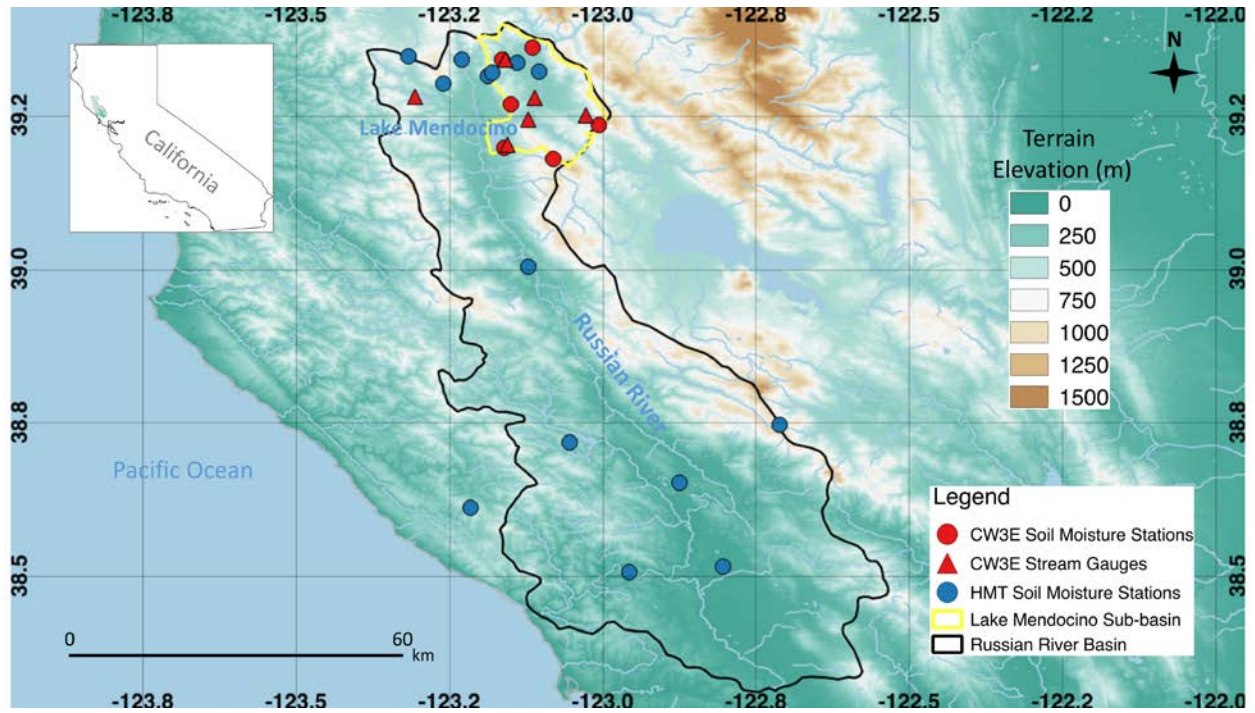 -123.8 -123.5 -123.2 -123.0 -122.8 -122.5 -122.2 -122.0
N
39.2
39.2
Lake Mendocino
California
Terrain
Elevation (m)
0
250
500
750
1000
1250
1500
39.0
39.0
Russian River
38.8
38.8
Pacific Ocean
Legend
CW3E Soil Moisture Stations
CW3E Stream Gauges
HMT Soil Moisture Stations
Lake Mendocino Sub-basin
Russian River Basin
38.5
38.5
0 60
km
-123.8 -123.5 -123.2 -123.0 -122.8 -122.5 -122.2 -122.0